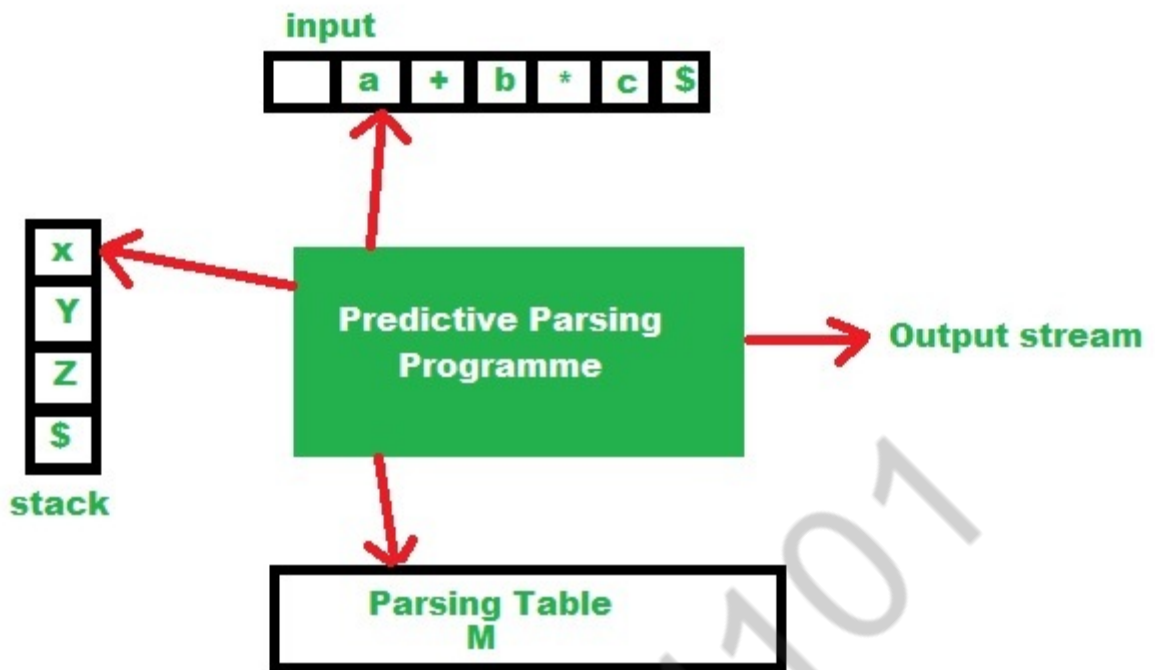 input
a + b * c $
x
Y
Z
$
stack
Predictive Parsing
Programme
Output stream
Parsing Table
M